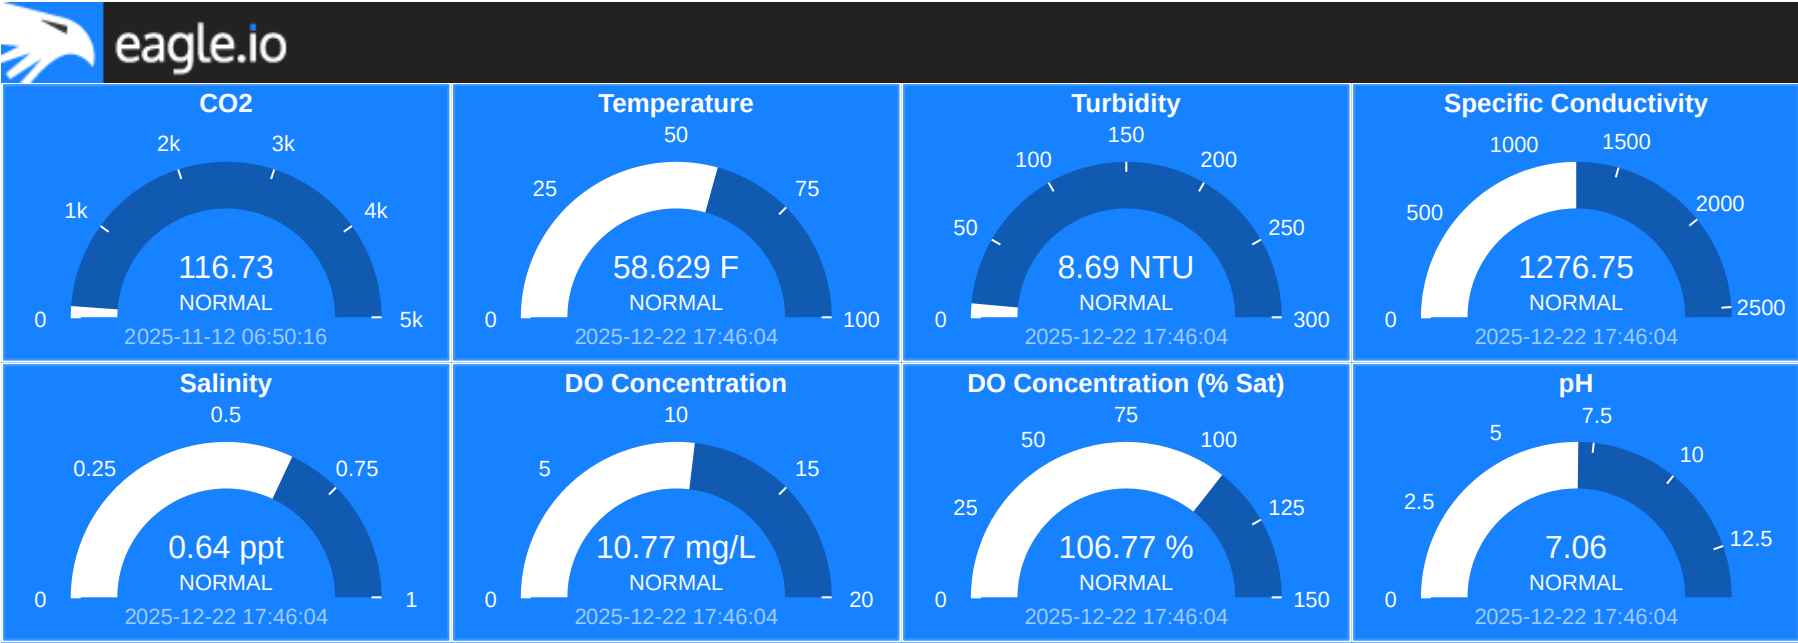 eagle.io
CO2
0
1k
2k
3k
4k
5k
116.73
NORMAL
2025-11-12 06:50:16
Temperature
0
25
50
75
100
58.629 F
NORMAL
2025-12-22 17:46:04
Turbidity
0
50
100
150
200
250
300
8.69 NTU
NORMAL
2025-12-22 17:46:04
Specific Conductivity
0
500
1000
1500
2000
2500
1276.75
NORMAL
2025-12-22 17:46:04
Salinity
0
0.25
0.5
0.75
1
0.64 ppt
NORMAL
2025-12-22 17:46:04
DO Concentration
0
5
10
15
20
10.77 mg/L
NORMAL
2025-12-22 17:46:04
DO Concentration (% Sat)
0
25
50
75
100
125
150
106.77 %
NORMAL
2025-12-22 17:46:04
pH
0
2.5
5
7.5
10
12.5
7.06
NORMAL
2025-12-22 17:46:04